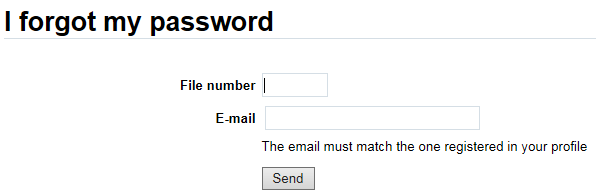 I forgot my password
File number
E-mail
The email must match the one registered in your profile
Send